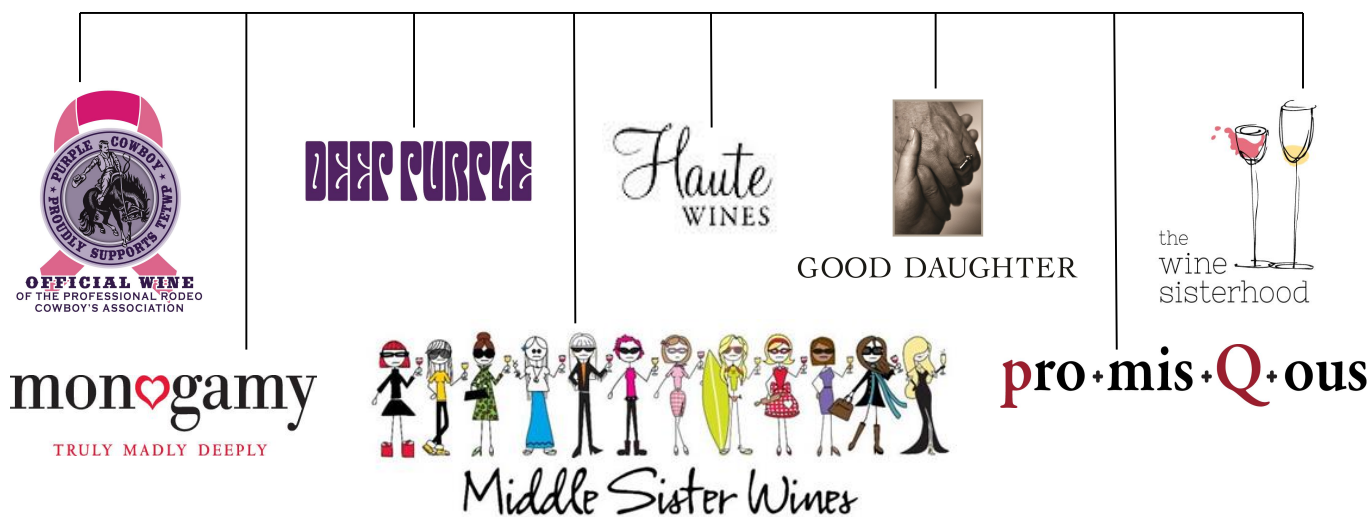 PURPLE COWBOY
PROUDLY SUPPORTS TETWP
OFFICIAL WINE
OF THE PROFESSIONAL RODEO
COWBOY'S ASSOCIATION
DEEP PURPLE
Haute
WINES
GOOD DAUGHTER
the
wine
sisterhood
monogamy
TRULY MADLY DEEPLY
Middle Sister Wines
pro+mis+Q+ous